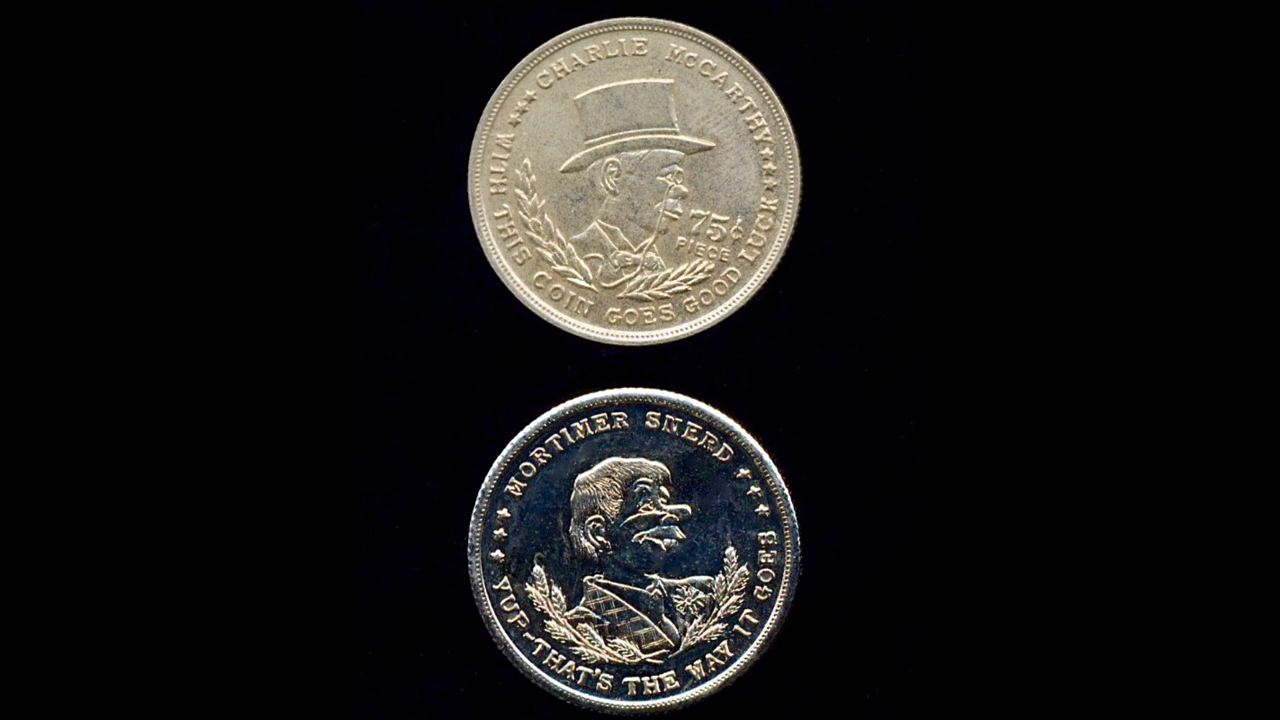 CHARLIE McCARTHY
WITH THIS COIN GOES GOOD LUCK
75¢
PIECE
MORTIMER SNERD
YUP-THAT'S THE WAY IT GOES